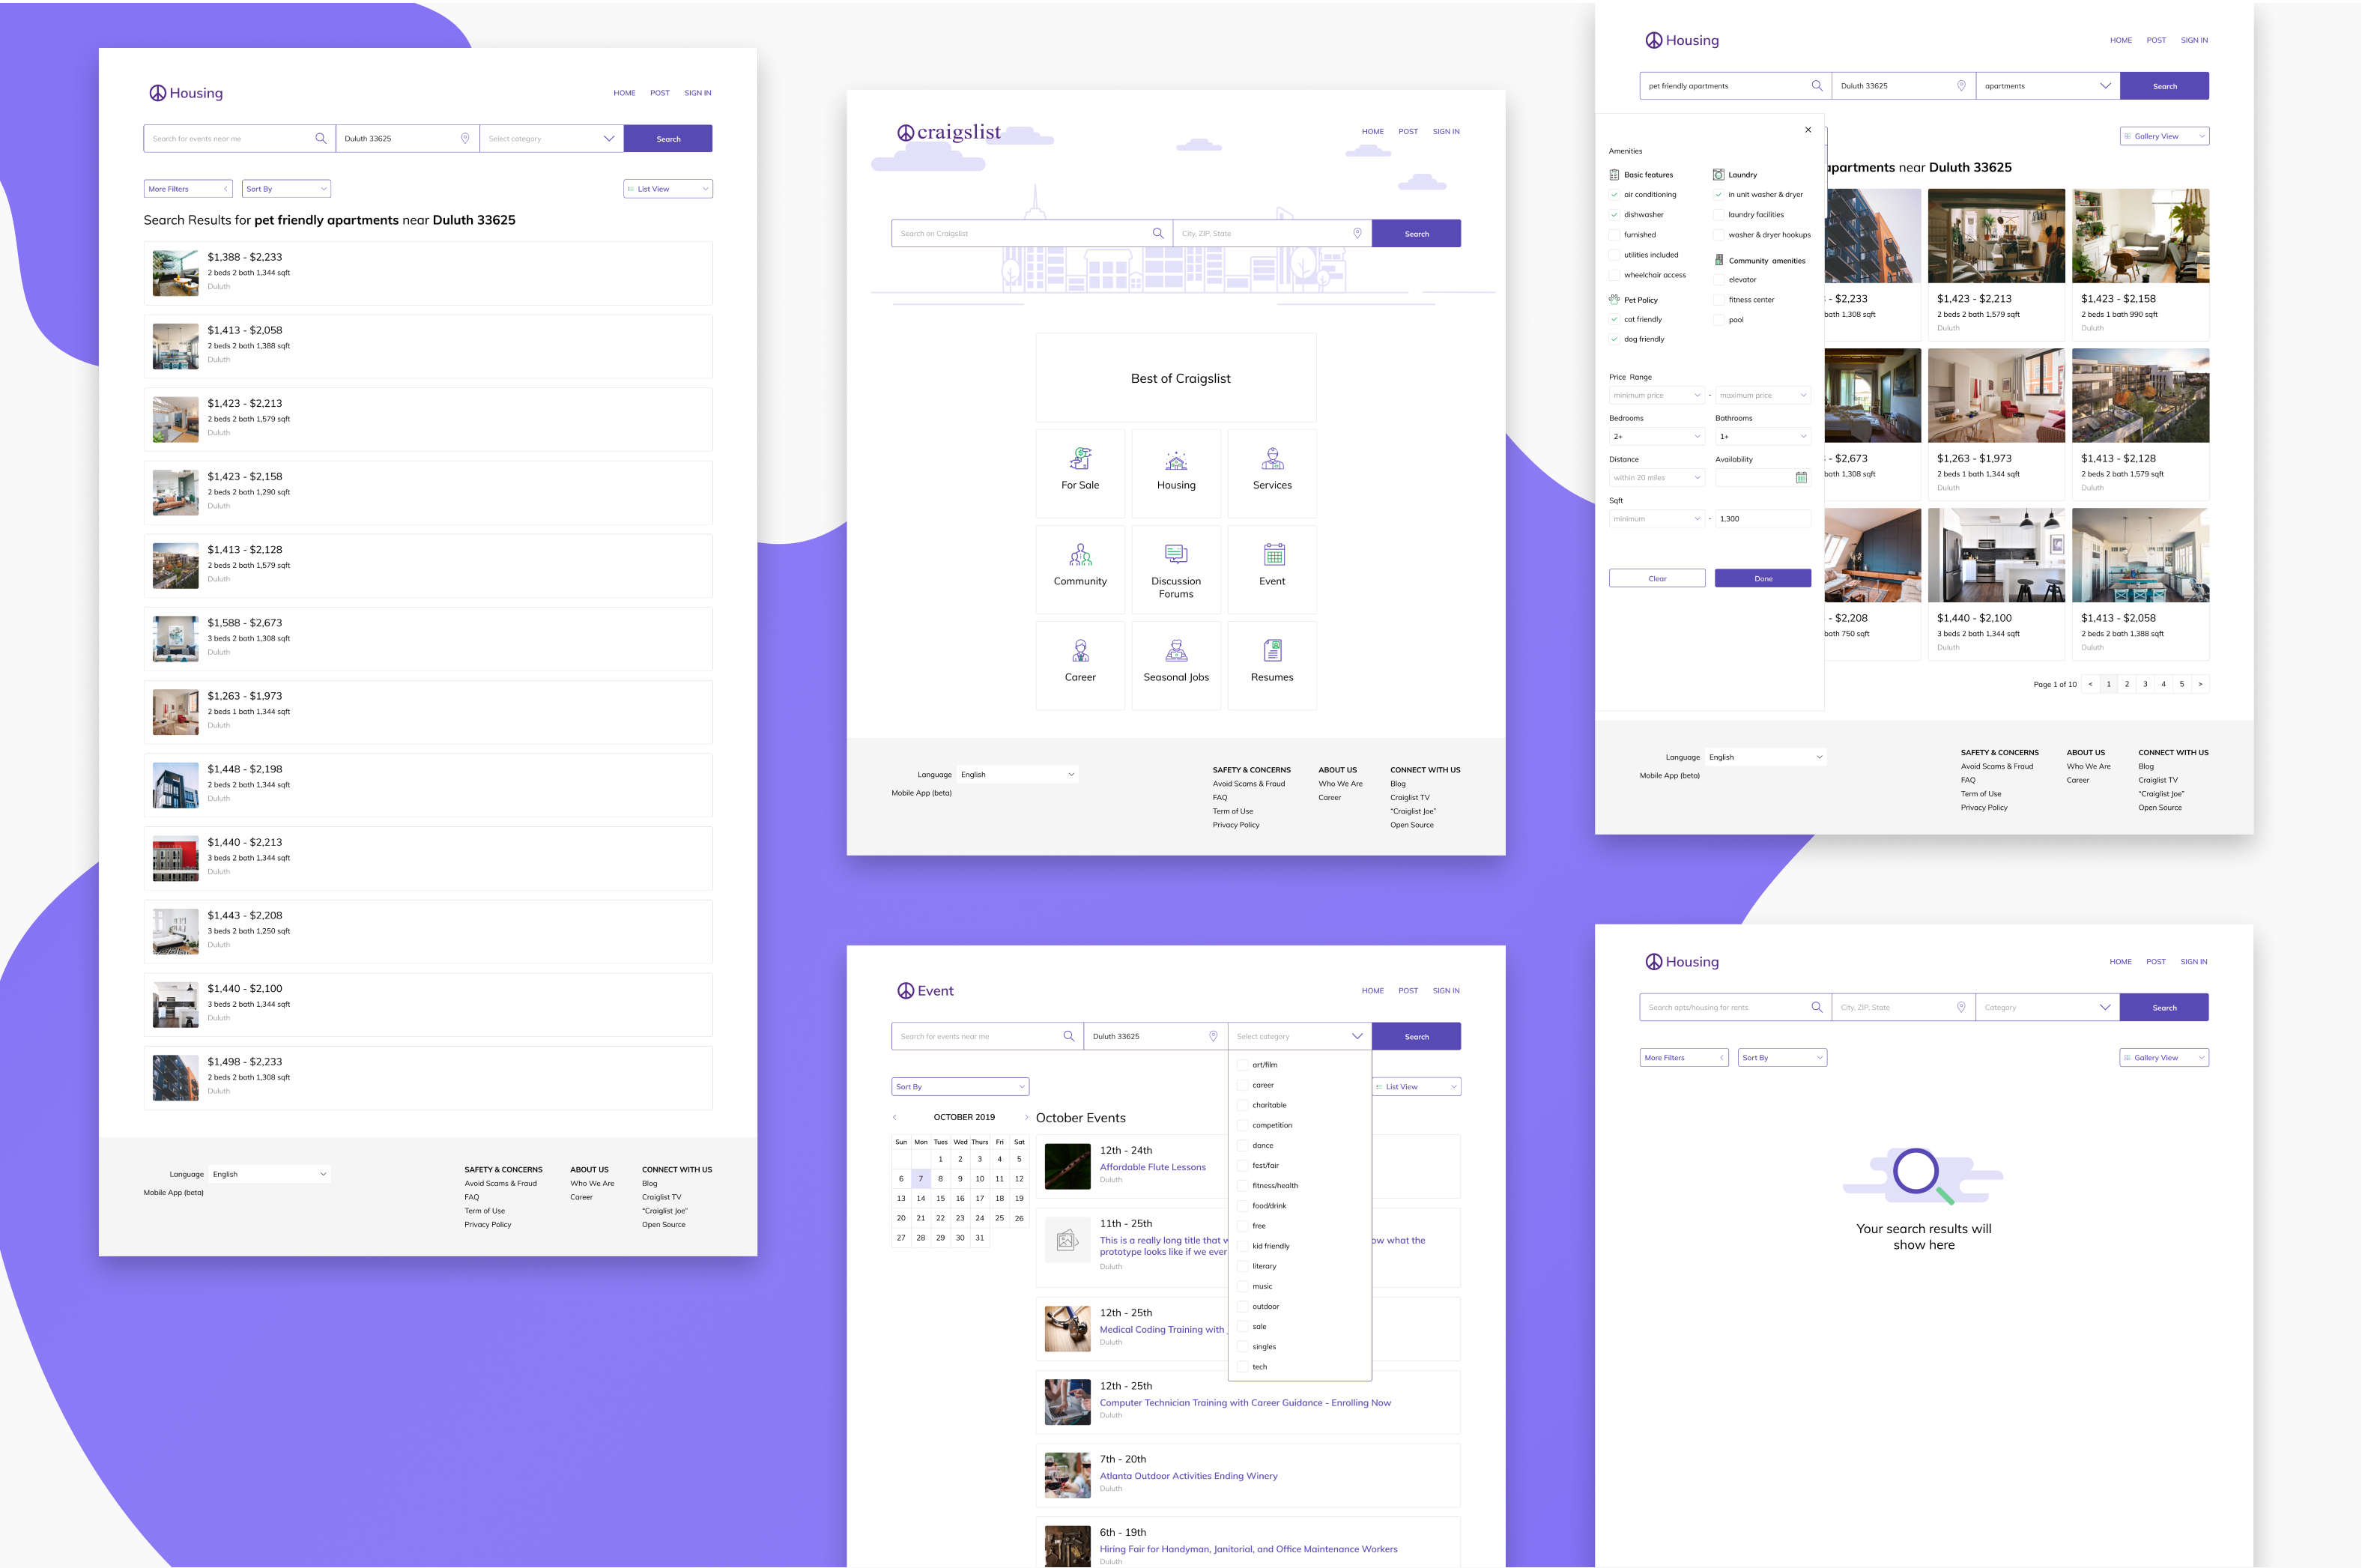 Housing
HOME POST SIGN IN
Search for events near me
Duluth 33625
Select category
Search
More Filters
Sort By
List View
Search Results for pet friendly apartments near Duluth 33625
$1,388 - $2,233
2 beds 2 bath 1,344 sqft
Duluth
$1,413 - $2,058
2 beds 2 bath 1,388 sqft
Duluth
$1,423 - $2,213
2 beds 2 bath 1,579 sqft
Duluth
$1,423 - $2,158
2 beds 2 bath 1,290 sqft
Duluth
$1,413 - $2,128
2 beds 2 bath 1,579 sqft
Duluth
$1,588 - $2,673
3 beds 2 bath 1,308 sqft
Duluth
$1,263 - $1,973
2 beds 1 bath 1,344 sqft
Duluth
$1,448 - $2,198
2 beds 2 bath 1,344 sqft
Duluth
$1,440 - $2,213
3 beds 2 bath 1,344 sqft
Duluth
$1,443 - $2,208
3 beds 2 bath 1,250 sqft
Duluth
$1,440 - $2,100
3 beds 2 bath 1,344 sqft
Duluth
$1,498 - $2,233
2 beds 2 bath 1,308 sqft
Duluth
Language English
Mobile App (beta)
SAFETY & CONCERNS
Avoid Scams & Fraud
FAQ
Term of Use
Privacy Policy
ABOUT US
Who We Are
Career
CONNECT WITH US
Blog
Craiglist TV
“Craiglist Joe”
Open Source
craigslist
HOME POST SIGN IN
Search on Craigslist
City, ZIP, State
Search
Best of Craigslist
For Sale
Housing
Services
Community
Discussion
Forums
Event
Career
Seasonal Jobs
Resumes
Language English
Mobile App (beta)
SAFETY & CONCERNS
Avoid Scams & Fraud
FAQ
Term of Use
Privacy Policy
ABOUT US
Who We Are
Career
CONNECT WITH US
Blog
Craiglist TV
“Craiglist Joe”
Open Source
Event
HOME POST SIGN IN
Search for events near me
Duluth 33625
Select category
Search
art/film
career
charitable
competition
dance
fest/fair
fitness/health
food/drink
free
kid friendly
literary
music
outdoor
sale
singles
tech
Sort By
List View
OCTOBER 2019
Sun Mon Tues Wed Thurs Fri Sat
1 2 3 4 5
6 7 8 9 10 11 12
13 14 15 16 17 18 19
20 21 22 23 24 25 26
27 28 29 30 31
October Events
12th - 24th
Affordable Flute Lessons
Duluth
11th - 25th
This is a really long title that w ow what the
prototype looks like if we ever
Duluth
12th - 25th
Medical Coding Training with
Duluth
12th - 25th
Computer Technician Training with Career Guidance - Enrolling Now
Duluth
7th - 20th
Atlanta Outdoor Activities Ending Winery
Duluth
6th - 19th
Hiring Fair for Handyman, Janitorial, and Office Maintenance Workers
Duluth
Housing
HOME POST SIGN IN
pet friendly apartments
Duluth 33625
apartments
Search
Gallery View
apartments near Duluth 33625
Amenities
Basic features
air conditioning
dishwasher
furnished
utilities included
wheelchair access
Pet Policy
cat friendly
dog friendly
Laundry
in unit washer & dryer
laundry facilities
washer & dryer hookups
Community amenities
elevator
fitness center
pool
Price Range
minimum price - maximum price
Bedrooms
2+
Bathrooms
1+
Distance
within 20 miles
Availability
Sqft
minimum - 1,300
Clear
Done
- $2,233
bath 1,308 sqft
$1,423 - $2,213
2 beds 2 bath 1,579 sqft
Duluth
$1,423 - $2,158
2 beds 1 bath 990 sqft
Duluth
- $2,673
bath 1,308 sqft
$1,263 - $1,973
2 beds 1 bath 1,344 sqft
Duluth
$1,413 - $2,128
2 beds 2 bath 1,579 sqft
Duluth
- $2,208
bath 750 sqft
$1,440 - $2,100
3 beds 2 bath 1,344 sqft
Duluth
$1,413 - $2,058
2 beds 2 bath 1,388 sqft
Duluth
Page 1 of 10 < 1 2 3 4 5 >
Language English
Mobile App (beta)
SAFETY & CONCERNS
Avoid Scams & Fraud
FAQ
Term of Use
Privacy Policy
ABOUT US
Who We Are
Career
CONNECT WITH US
Blog
Craiglist TV
“Craiglist Joe”
Open Source
Housing
HOME POST SIGN IN
Search apts/housing for rents
City, ZIP, State
Category
Search
More Filters
Sort By
Gallery View
Your search results will
show here